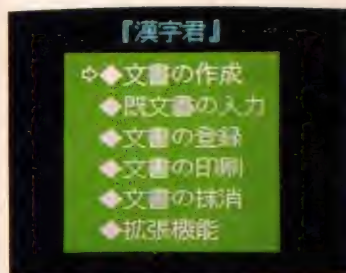 『漢字君』
⇨◆文書の作成
◆既文書の入力
◆文書の登録
◆文書の印刷
◆文書の抹消
◆拡張機能